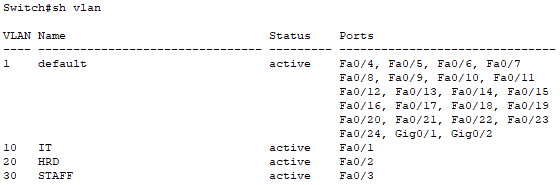 Switch#sh vlan
VLAN Name Status Ports
---- -------------------------------- --------- -------------------------------
1 default active Fa0/4, Fa0/5, Fa0/6, Fa0/7
Fa0/8, Fa0/9, Fa0/10, Fa0/11
Fa0/12, Fa0/13, Fa0/14, Fa0/15
Fa0/16, Fa0/17, Fa0/18, Fa0/19
Fa0/20, Fa0/21, Fa0/22, Fa0/23
Fa0/24, Gig0/1, Gig0/2
10 IT active Fa0/1
20 HRD active Fa0/2
30 STAFF active Fa0/3